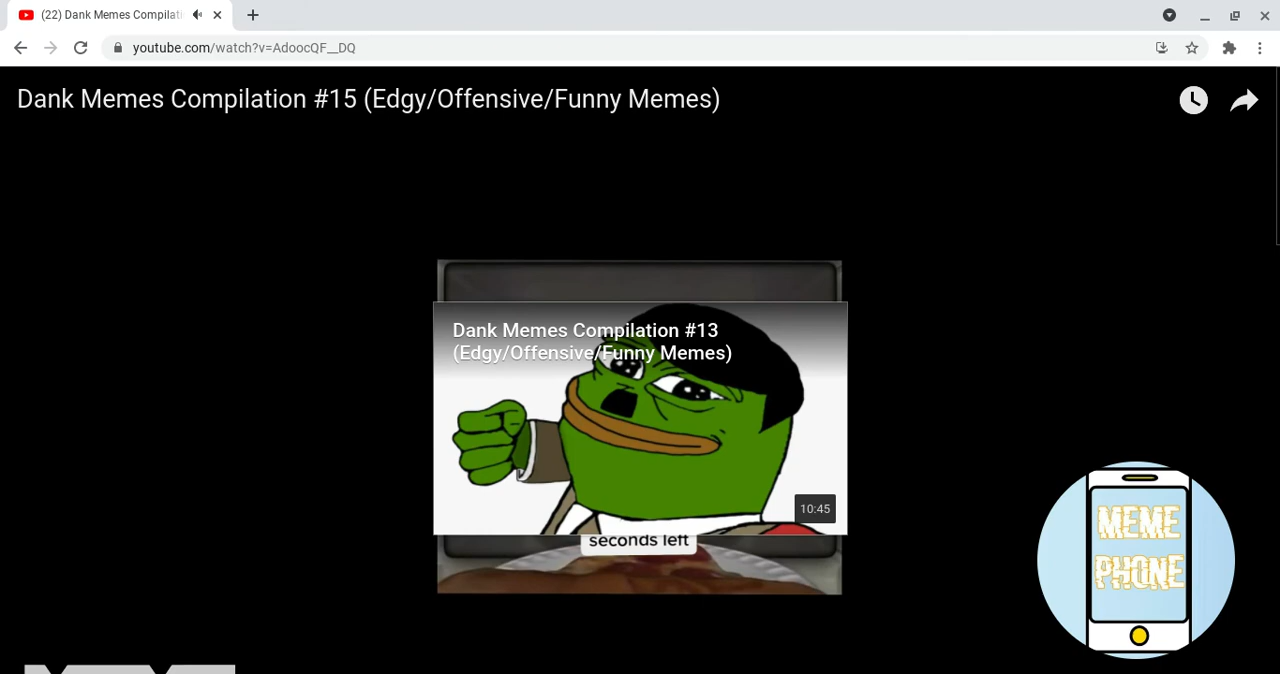 (22) Dank Memes Compilati
youtube.com/watch?v=AdoocQF__DQ
Dank Memes Compilation #15 (Edgy/Offensive/Funny Memes)
Dank Memes Compilation #13
(Edgy/Offensive/Funny Memes)
10:45
seconds left
MEME
PHONE